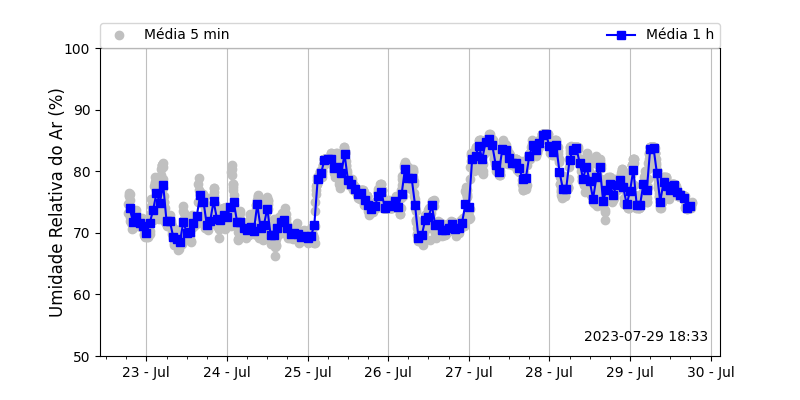 Média 5 min
Média 1 h
Umidade Relativa do Ar (%)
100
90
80
70
60
50
2023-07-29 18:33
23 - Jul
24 - Jul
25 - Jul
26 - Jul
27 - Jul
28 - Jul
29 - Jul
30 - Jul